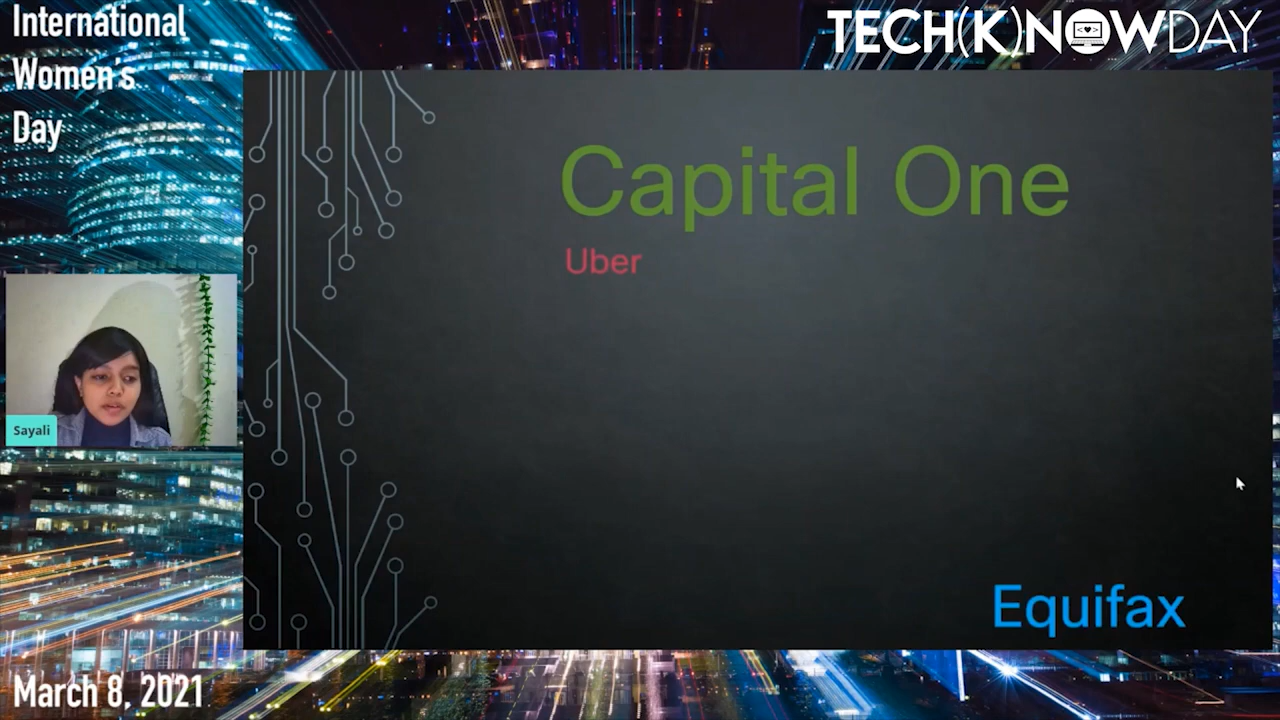 International
Women's
Day
TECH(K)NOWDAY
Capital One
Uber
Sayali
Equifax
March 8, 2021